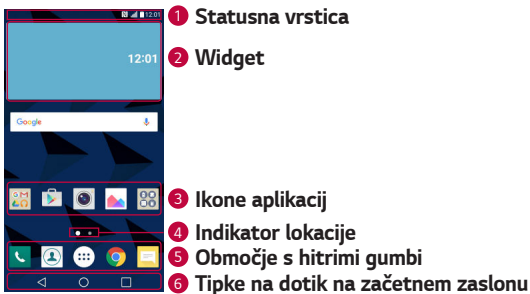 12:01
1 Statusna vrstica
12:01
2 Widget
Google
3 Ikone aplikacij
4 Indikator lokacije
5 Območje s hitrimi gumbi
6 Tipke na dotik na začetnem zaslonu